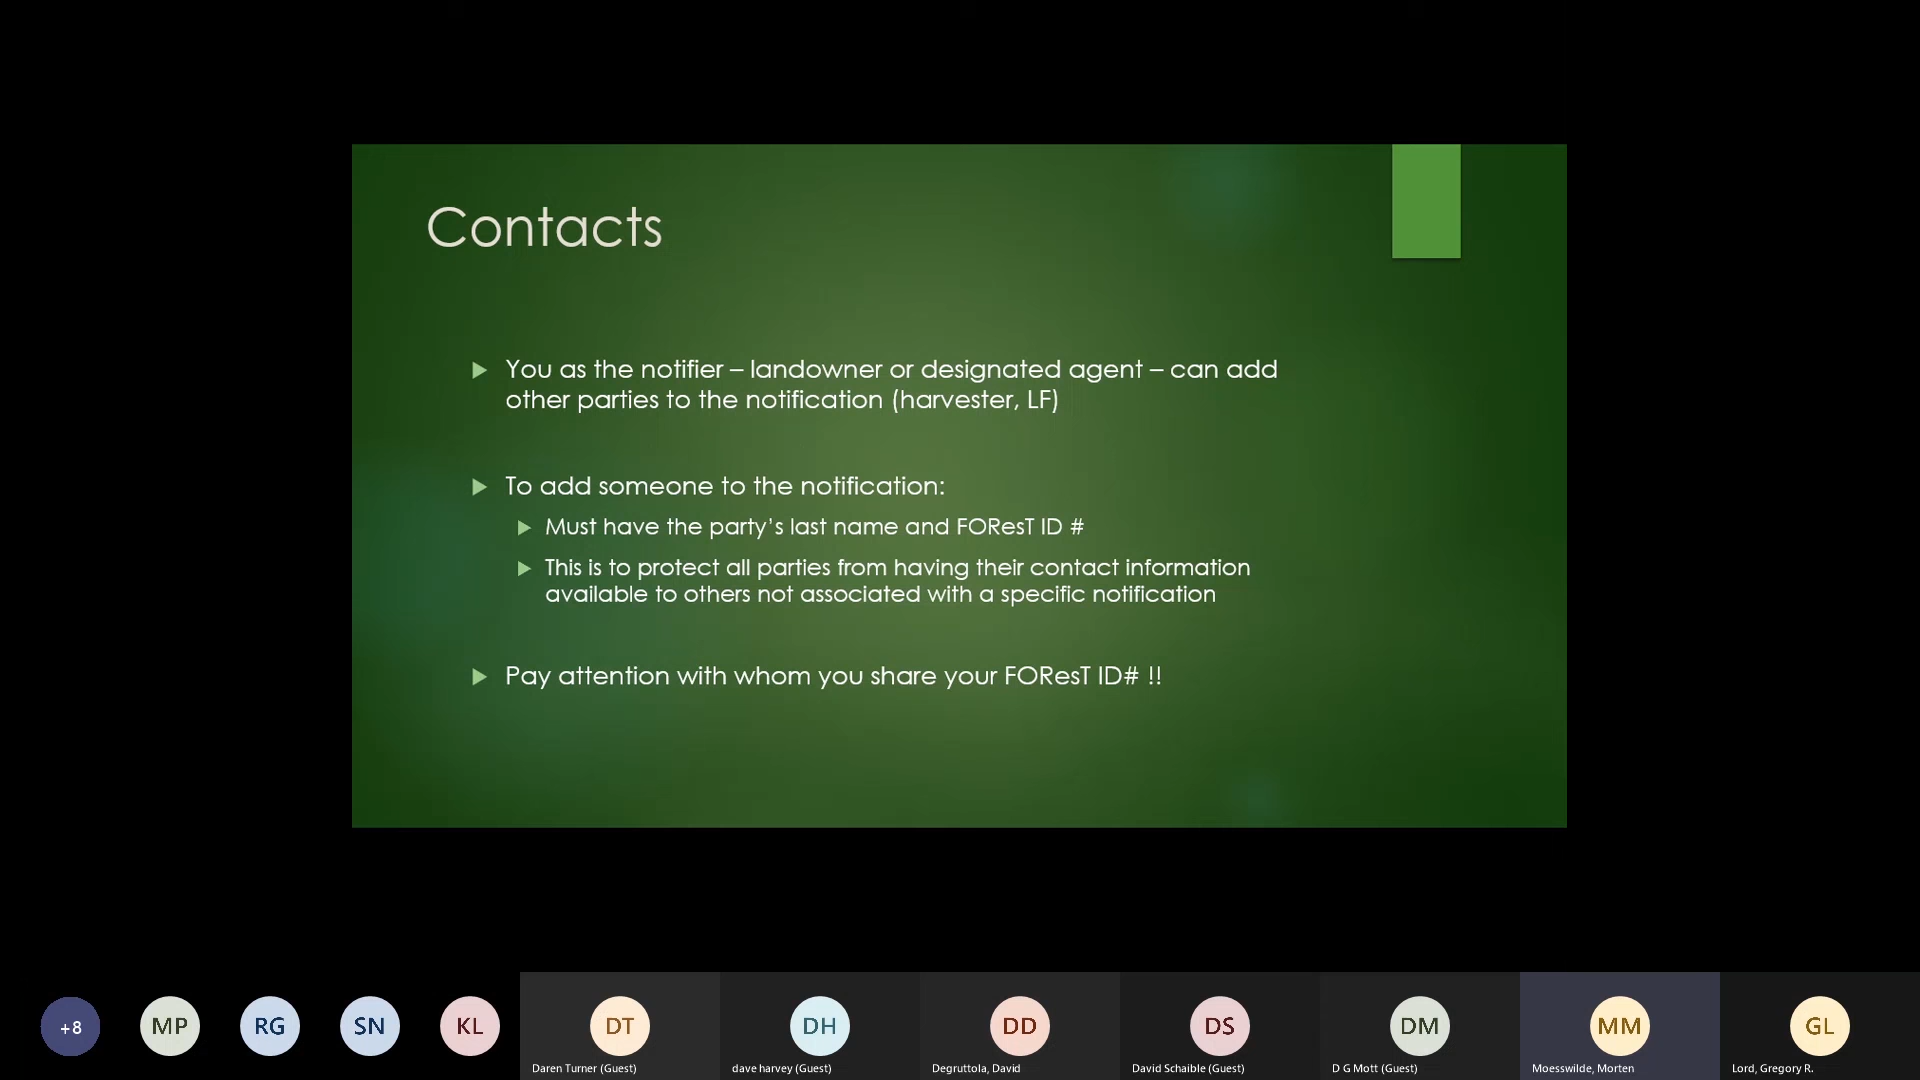 Contacts
You as the notifier – landowner or designated agent – can add
other parties to the notification (harvester, LF)
To add someone to the notification:
Must have the party's last name and FOResT ID #
This is to protect all parties from having their contact information
available to others not associated with a specific notification
Pay attention with whom you share your FOResT ID# !!
+8
MP
RG
SN
KL
DT
DH
DD
DS
DM
MM
GL
Daren Turner (Guest)
dave harvey (Guest)
Degruttola, David
David Schaible (Guest)
D G Mott (Guest)
Moesswilde, Morten
Lord, Gregory R.